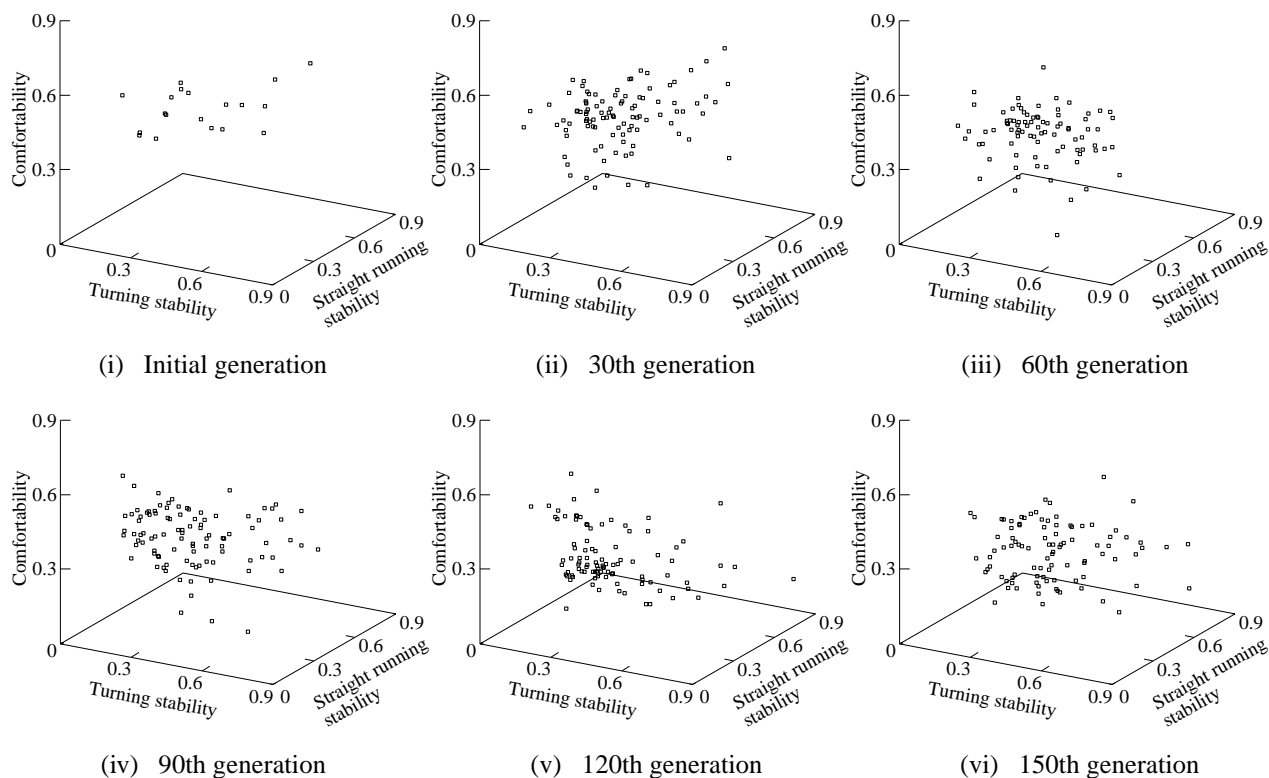 0.9
0.6
0.3
0
Comfortability
0.3
0.6
0.9
Turning stability
0
0.3
0.6
0.9
Straight running
stability
(i) Initial generation
0.9
0.6
0.3
0
Comfortability
0.3
0.6
0.9
Turning stability
0
0.3
0.6
0.9
Straight running
stability
(ii) 30th generation
0.9
0.6
0.3
0
Comfortability
0.3
0.6
0.9
Turning stability
0
0.3
0.6
0.9
Straight running
stability
(iii) 60th generation
0.9
0.6
0.3
0
Comfortability
0.3
0.6
0.9
Turning stability
0
0.3
0.6
0.9
Straight running
stability
(iv) 90th generation
0.9
0.6
0.3
0
Comfortability
0.3
0.6
0.9
Turning stability
0
0.3
0.6
0.9
Straight running
stability
(v) 120th generation
0.9
0.6
0.3
0
Comfortability
0.3
0.6
0.9
Turning stability
0
0.3
0.6
0.9
Straight running
stability
(vi) 150th generation